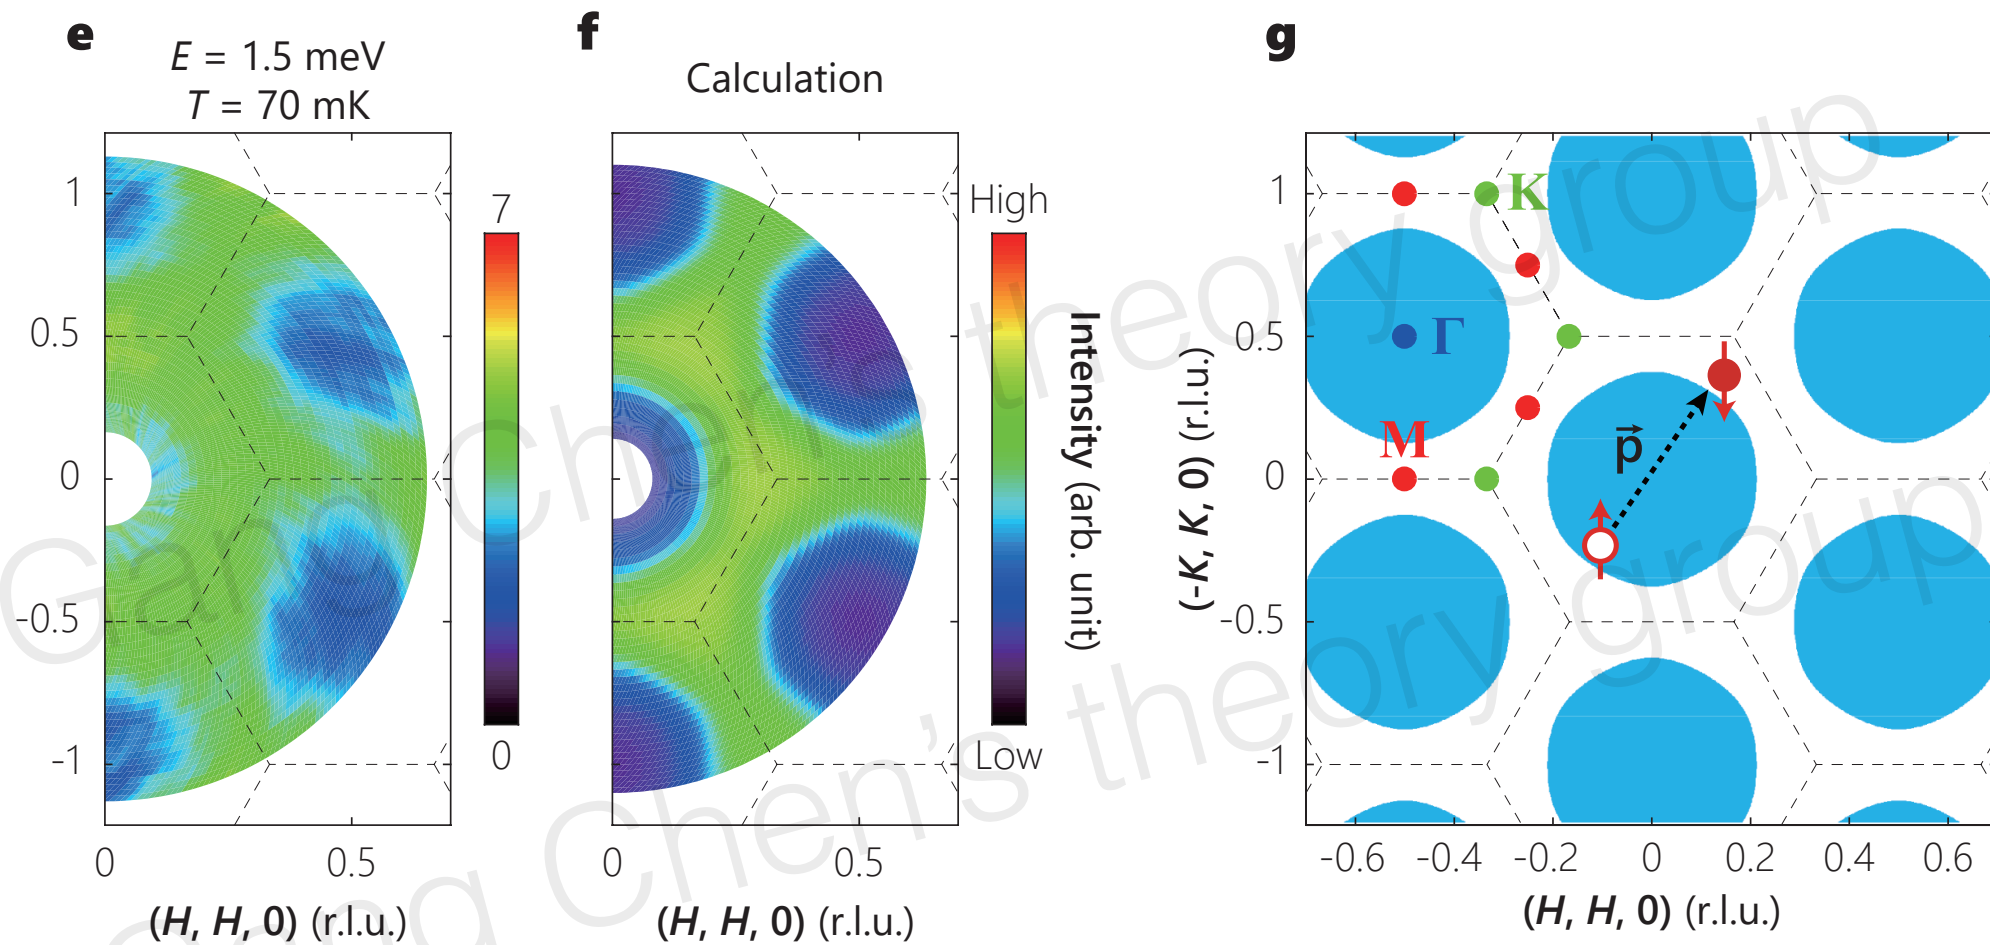 e
E = 1.5 meV
T = 70 mK
1
0.5
0
-0.5
-1
0
0.5
(H, H, 0) (r.l.u.)
7
0
f
Calculation
0
0.5
(H, H, 0) (r.l.u.)
High
Low
Intensity (arb. unit)
g
(-K, K, 0) (r.l.u.)
1
0.5
0
-0.5
-1
K
Γ
M
p⃗
-0.6
-0.4
-0.2
0
0.2
0.4
0.6
(H, H, 0) (r.l.u.)
Gang Chen's theory group
Gang Chen's theory group